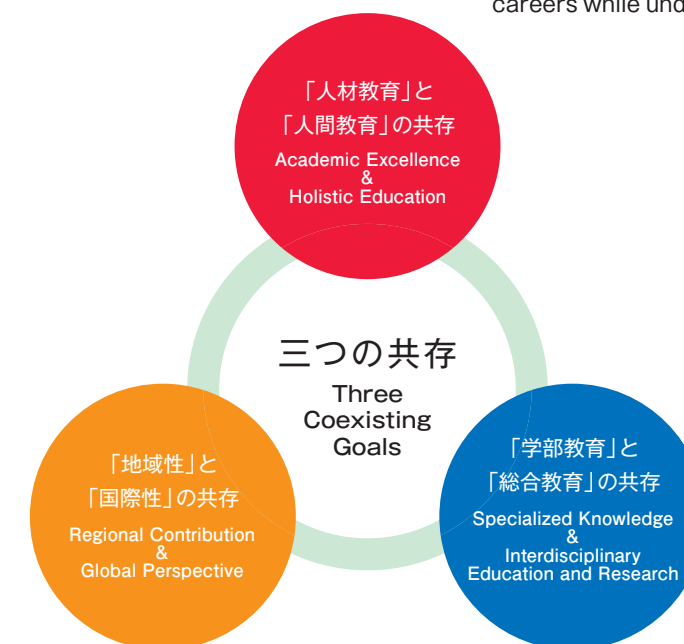 careers while und
「人材教育」と
「人間教育」の共存
Academic Excellence
&
Holistic Education
三つの共存
Three
Coexisting
Goals
「地域性」と
「国際性」の共存
Regional Contribution
&
Global Perspective
「学部教育」と
「総合教育」の共存
Specialized Knowledge
&
Interdisciplinary
Education and Research